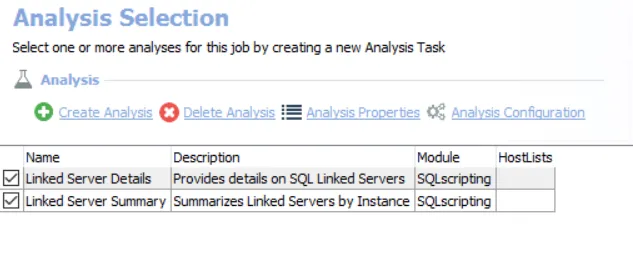 Analysis Selection
Select one or more analyses for this job by creating a new Analysis Task
Analysis
Create Analysis Delete Analysis Analysis Properties Analysis Configuration
Name Description Module HostLists
Linked Server Details Provides details on SQL Linked Servers SQLscripting
Linked Server Summary Summarizes Linked Servers by Instance SQLscripting